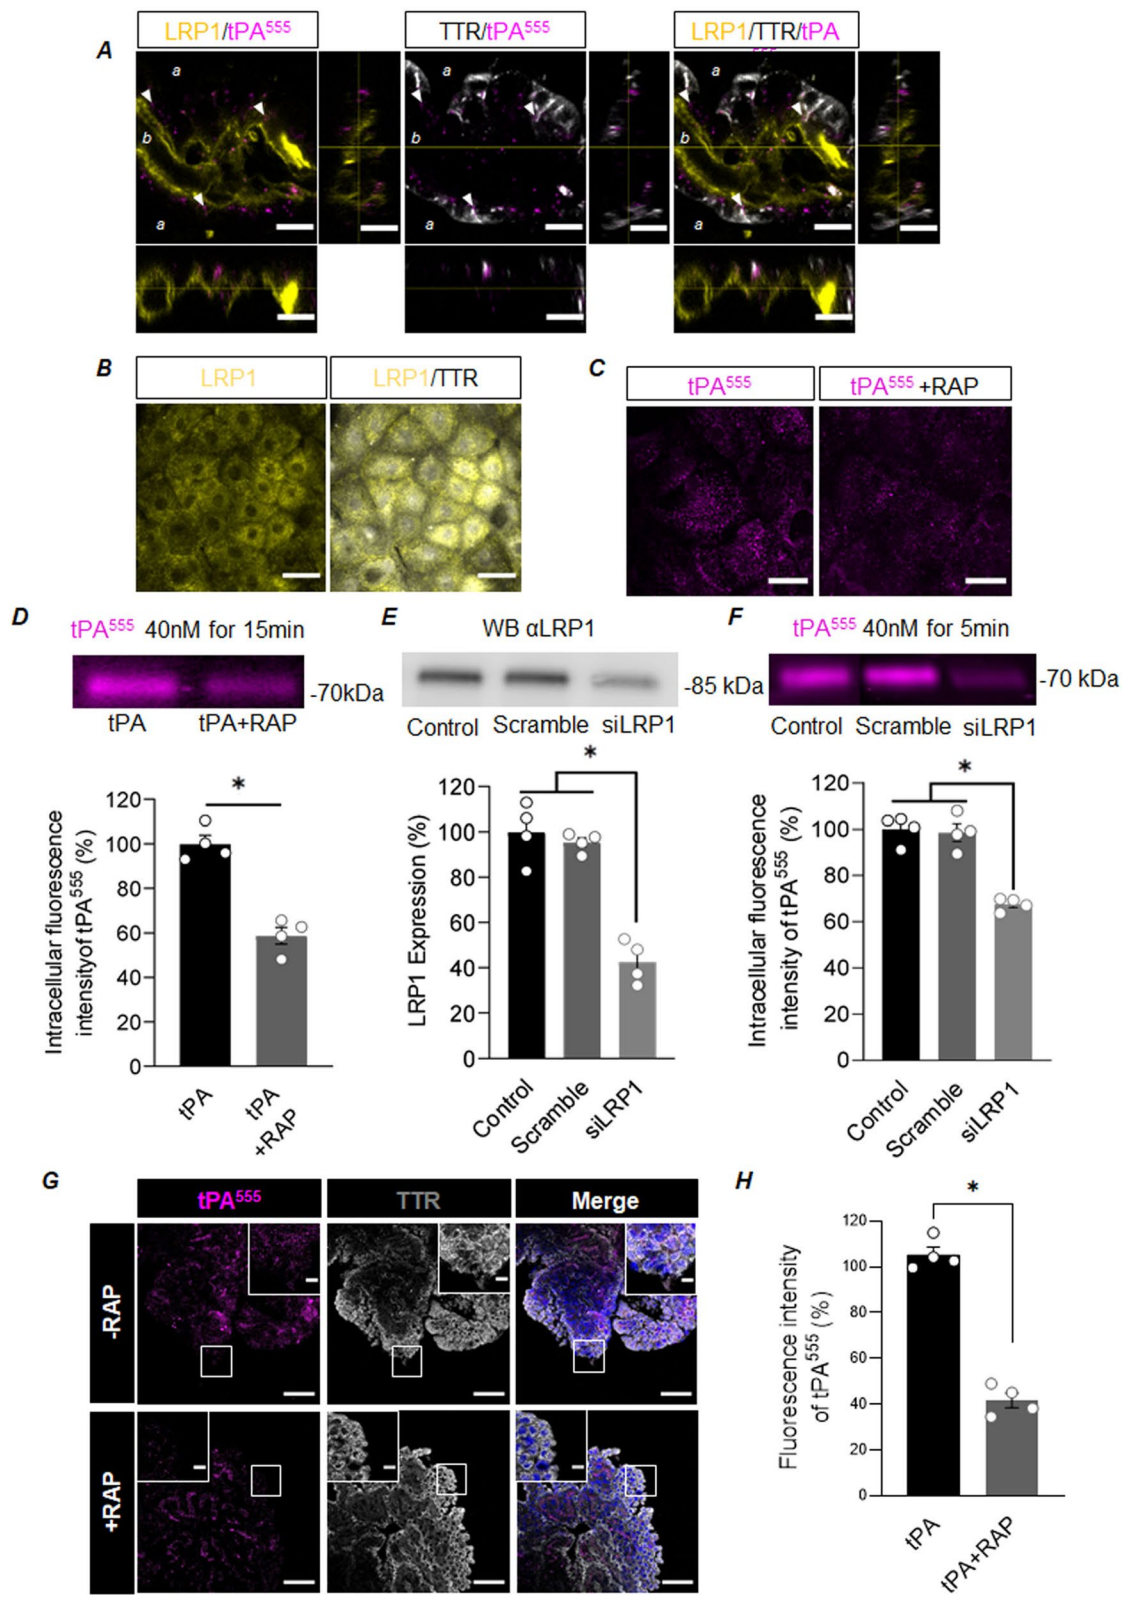 A
LRP1/tPA⁵⁵⁵
TTR/tPA⁵⁵⁵
LRP1/TTR/tPA
a
b
a
a
b
a
a
b
a
B
LRP1
LRP1/TTR
C
tPA⁵⁵⁵
tPA⁵⁵⁵ +RAP
D
tPA⁵⁵⁵ 40nM for 15min
-70kDa
tPA
tPA+RAP
*
Intracellular fluorescence
intensityof tPA⁵⁵⁵ (%)
120
100
80
60
40
20
0
tPA
tPA
+RAP
E
WB αLRP1
-85 kDa
Control
Scramble
siLRP1
*
LRP1 Expression (%)
120
100
80
60
40
20
0
Control
Scramble
siLRP1
F
tPA⁵⁵⁵ 40nM for 5min
-70 kDa
Control
Scramble
siLRP1
*
Intracellular fluorescence
intensity of tPA⁵⁵⁵ (%)
120
100
80
60
40
20
0
Control
Scramble
siLRP1
G
tPA⁵⁵⁵
TTR
Merge
-RAP
+RAP
H
*
Fluorescence intensity
of tPA⁵⁵⁵ (%)
120
100
80
60
40
20
0
tPA
tPA+RAP